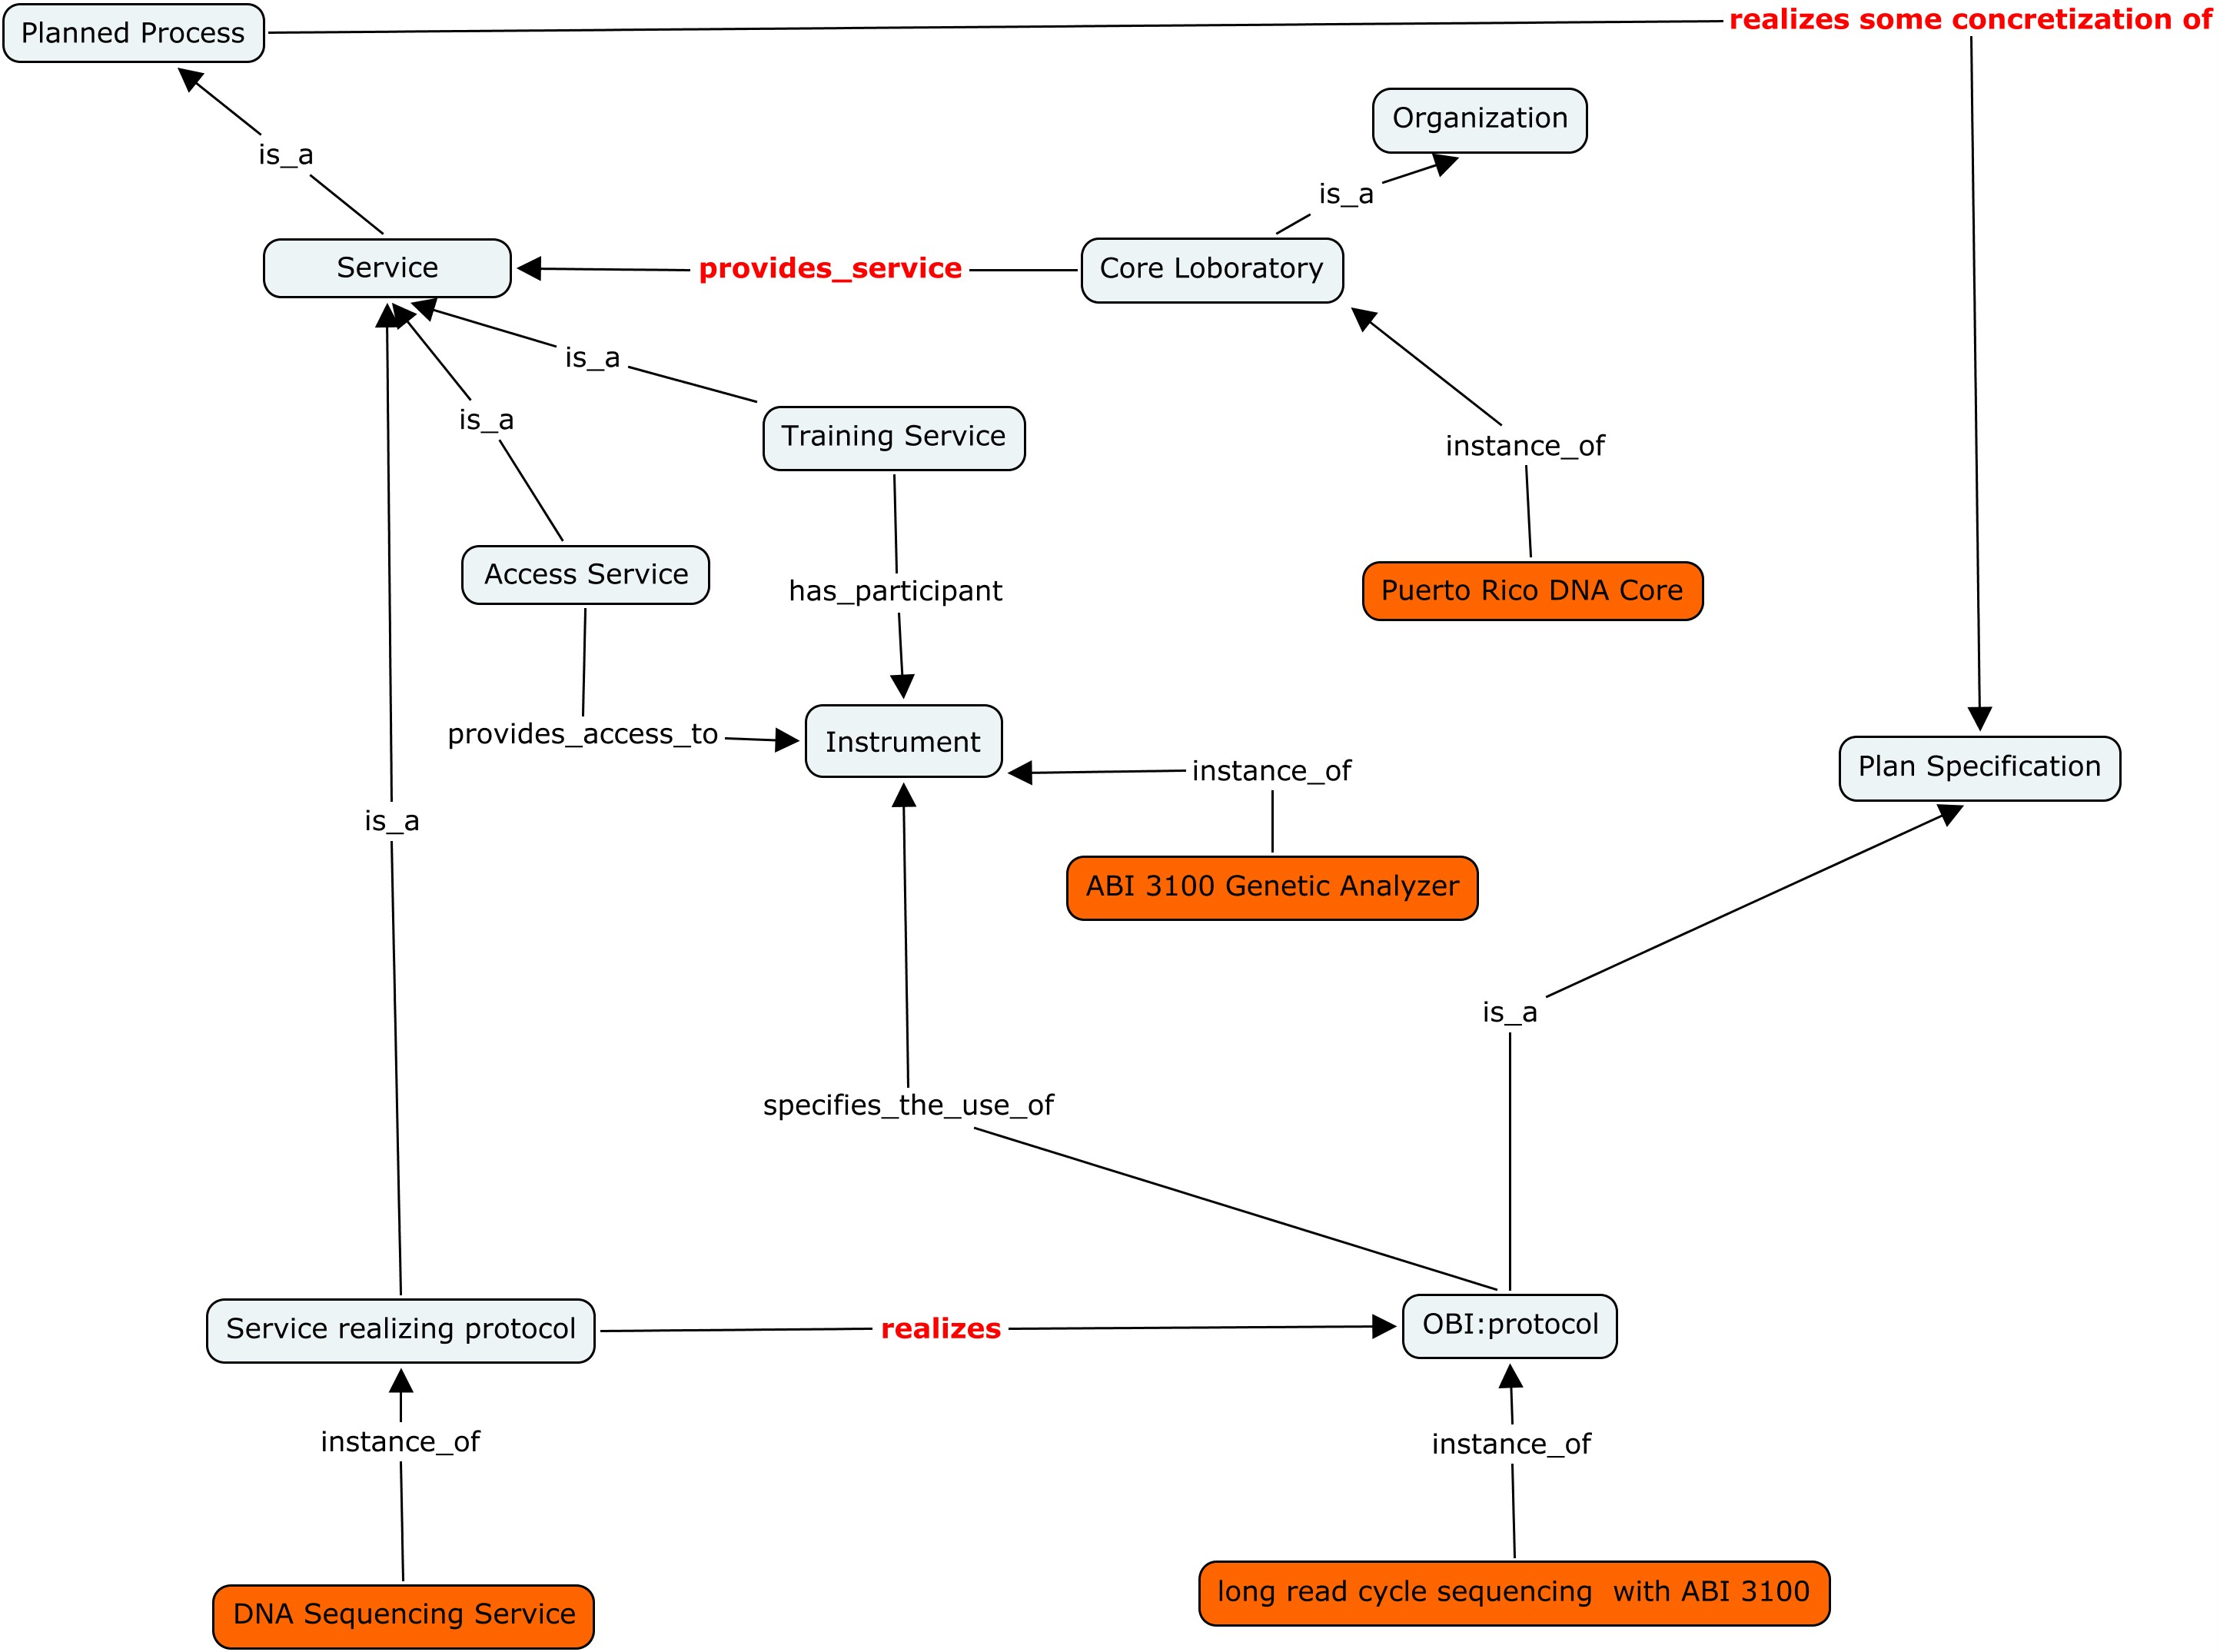 Planned Process
realizes some concretization of
Organization
is_a
is_a
Service
provides_service
Core Loboratory
is_a
is_a
Training Service
instance_of
Access Service
has_participant
Puerto Rico DNA Core
provides_access_to
Instrument
instance_of
Plan Specification
is_a
ABI 3100 Genetic Analyzer
is_a
specifies_the_use_of
Service realizing protocol
realizes
OBI:protocol
instance_of
instance_of
DNA Sequencing Service
long read cycle sequencing  with ABI 3100